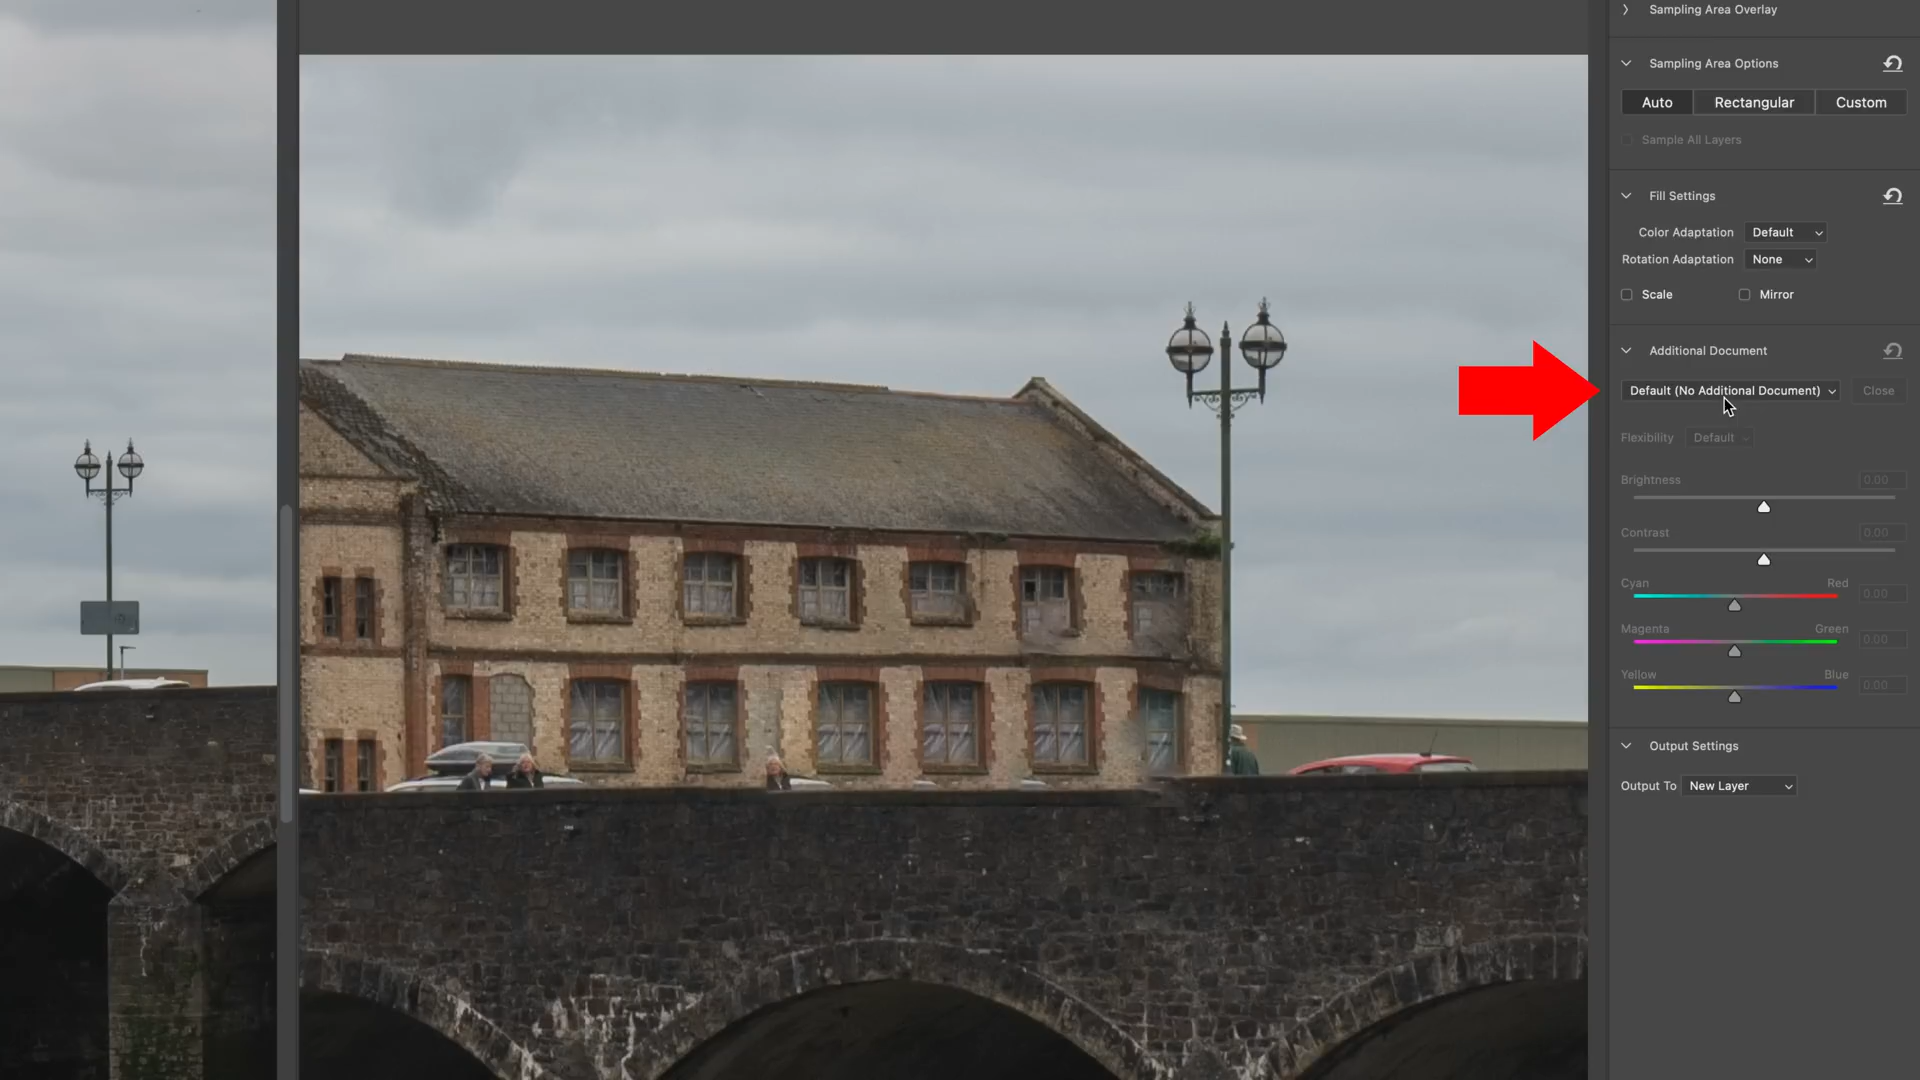 Sampling Area Overlay
Sampling Area Options
Auto Rectangular Custom
Sample All Layers
Fill Settings
Color Adaptation Default
Rotation Adaptation None
Scale Mirror
Additional Document
Default (No Additional Document) Close
Flexibility Default
Brightness 0.00
Contrast 0.00
Cyan Red 0.00
Magenta Green 0.00
Yellow Blue 0.00
Output Settings
Output To New Layer